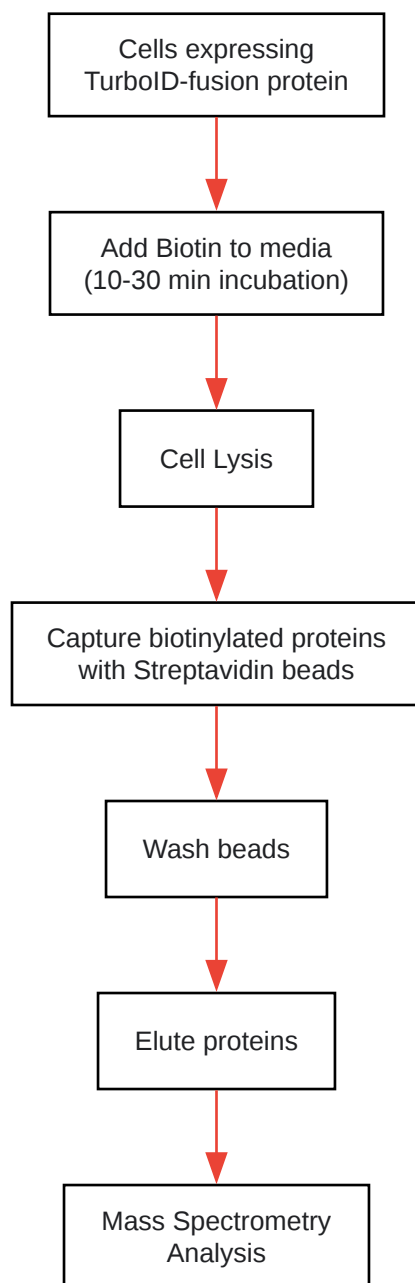 Cells expressing
TurboID-fusion protein
Add Biotin to media
(10-30 min incubation)
Cell Lysis
Capture biotinylated proteins
with Streptavidin beads
Wash beads
Elute proteins
Mass Spectrometry
Analysis